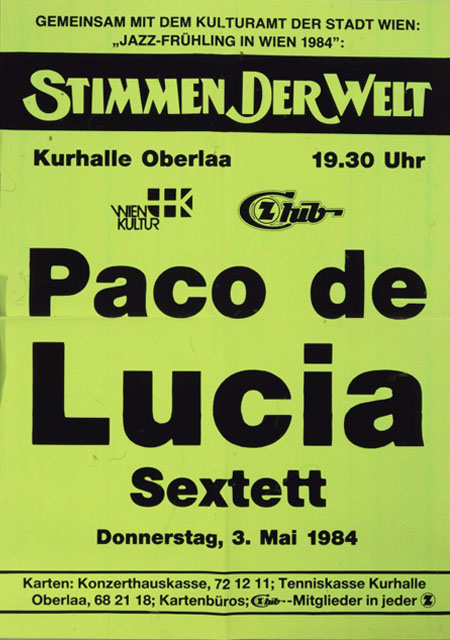 GEMEINSAM MIT DEM KULTURAMT DER STADT WIEN:
„JAZZ-FRÜHLING IN WIEN 1984":
STIMMEN DER WELT
Kurhalle Oberlaa 19.30 Uhr
WIEN
KULTUR
Z Club
Paco de
Lucia
Sextett
Donnerstag, 3. Mai 1984
Karten: Konzerthauskasse, 72 12 11; Tenniskasse Kurhalle
Oberlaa, 68 21 18; Kartenbüros; Z Club-Mitglieder in jeder Z